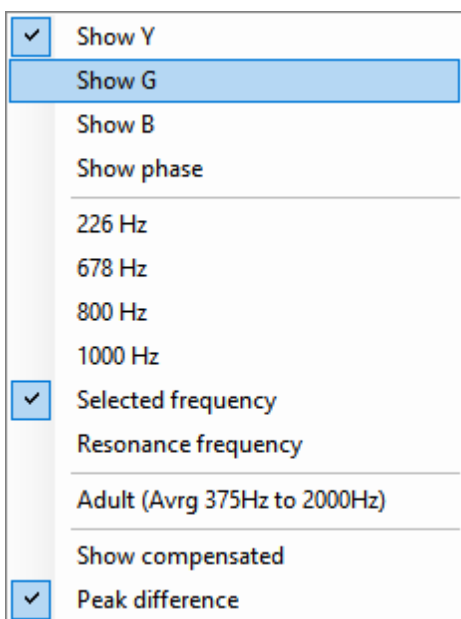 Show Y
Show G
Show B
Show phase
226 Hz
678 Hz
800 Hz
1000 Hz
Selected frequency
Resonance frequency
Adult (Avrg 375Hz to 2000Hz)
Show compensated
Peak difference